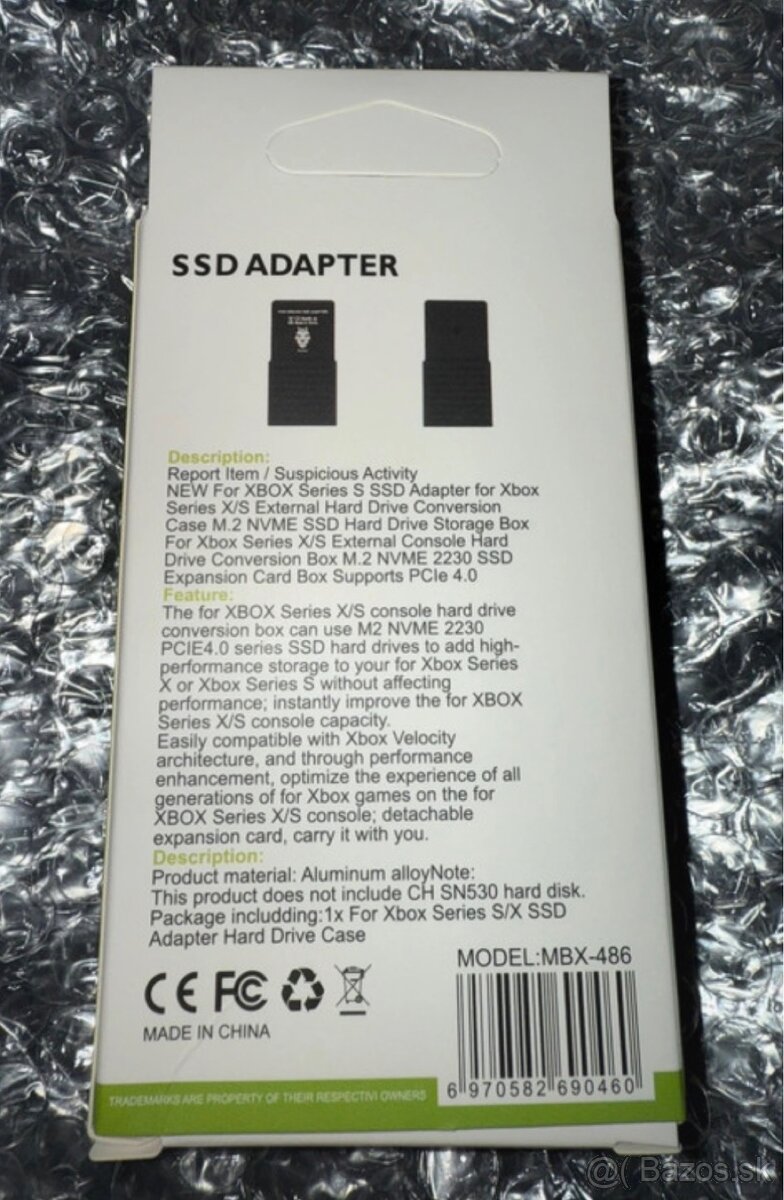 SSD ADAPTER
Description:
Report Item / Suspicious Activity
NEW For XBOX Series S SSD Adapter for Xbox
Series X/S External Hard Drive Conversion
Case M.2 NVME SSD Hard Drive Storage Box
For Xbox Series X/S External Console Hard
Drive Conversion Box M.2 NVME 2230 SSD
Expansion Card Box Supports PCIe 4.0
Feature:
The for XBOX Series X/S console hard drive
conversion box can use M2 NVME 2230
PCIE4.0 series SSD hard drives to add high-
performance storage to your for Xbox Series
X or Xbox Series S without affecting
performance; instantly improve the for XBOX
Series X/S console capacity.
Easily compatible with Xbox Velocity
architecture, and through performance
enhancement, optimize the experience of all
generations of for Xbox games on the for
XBOX Series X/S console; detachable
expansion card, carry it with you.
Description:
Product material: Aluminum alloyNote:
This product does not include CH SN530 hard disk.
Package includding:1x For Xbox Series S/X SSD
Adapter Hard Drive Case
MODEL:MBX-486
CE FC
MADE IN CHINA
6 970582 690460
TRADEMARKS ARE PROPERTY OF THEIR RESPECTIVI OWNERS
@( Bazos.sk